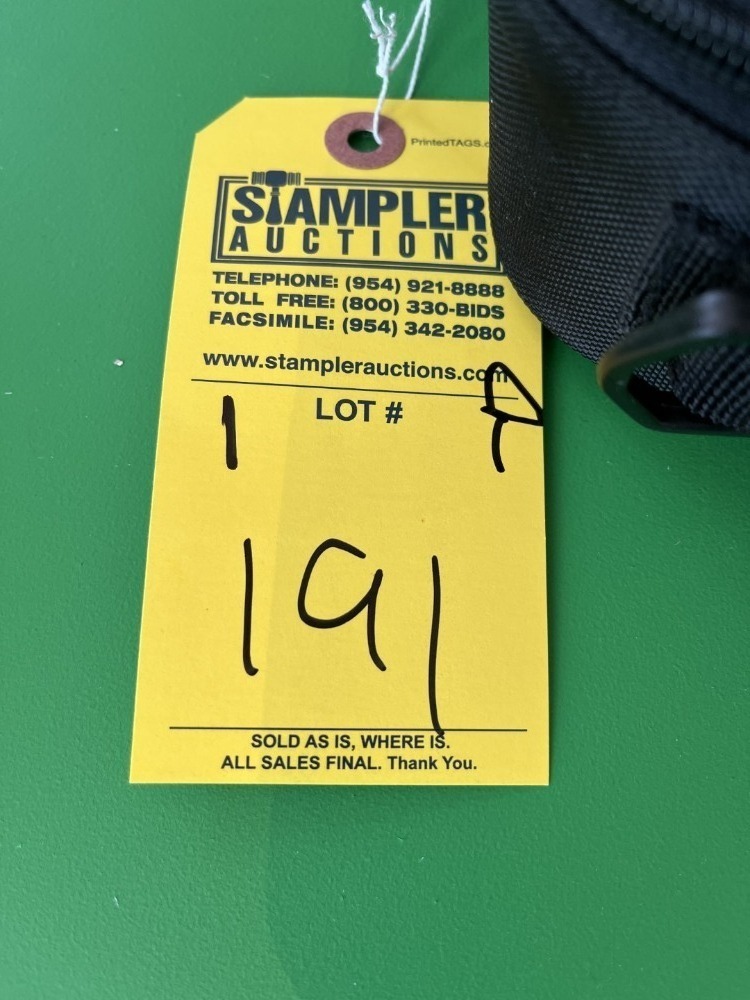 PrintedTAGS.c
STAMPLER
AUCTIONS
TELEPHONE: (954) 921-8888
TOLL FREE: (800) 330-BIDS
FACSIMILE: (954) 342-2080
www.stamplerauctions.com
LOT #
1
191
SOLD AS IS, WHERE IS.
ALL SALES FINAL. Thank You.